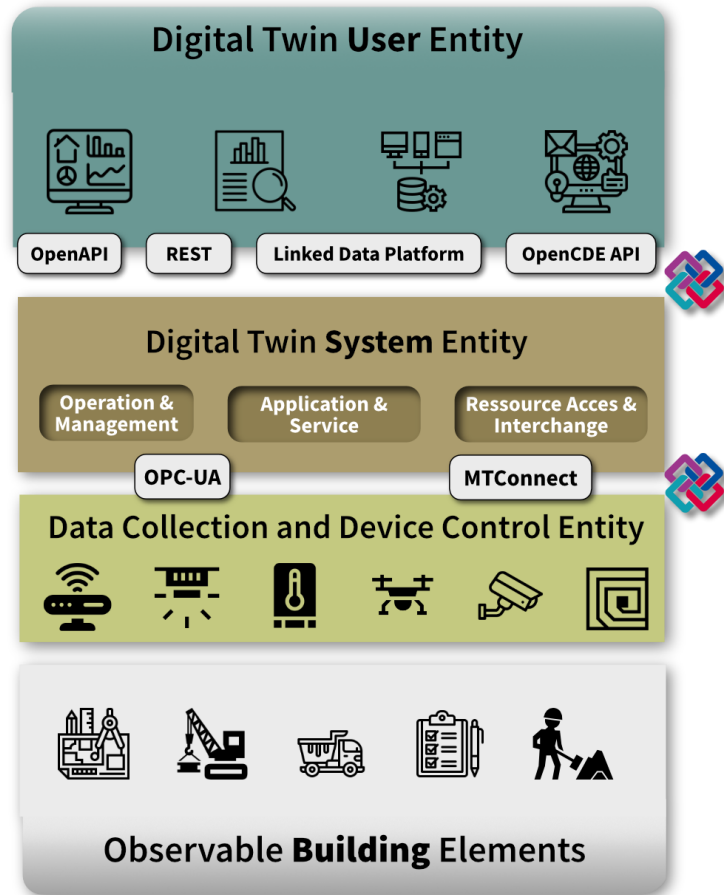 Digital Twin User Entity
OpenAPI
REST
Linked Data Platform
OpenCDE API
Digital Twin System Entity
Operation &
Management
Application &
Service
Ressource Acces &
Interchange
OPC-UA
MTConnect
Data Collection and Device Control Entity
Observable Building Elements